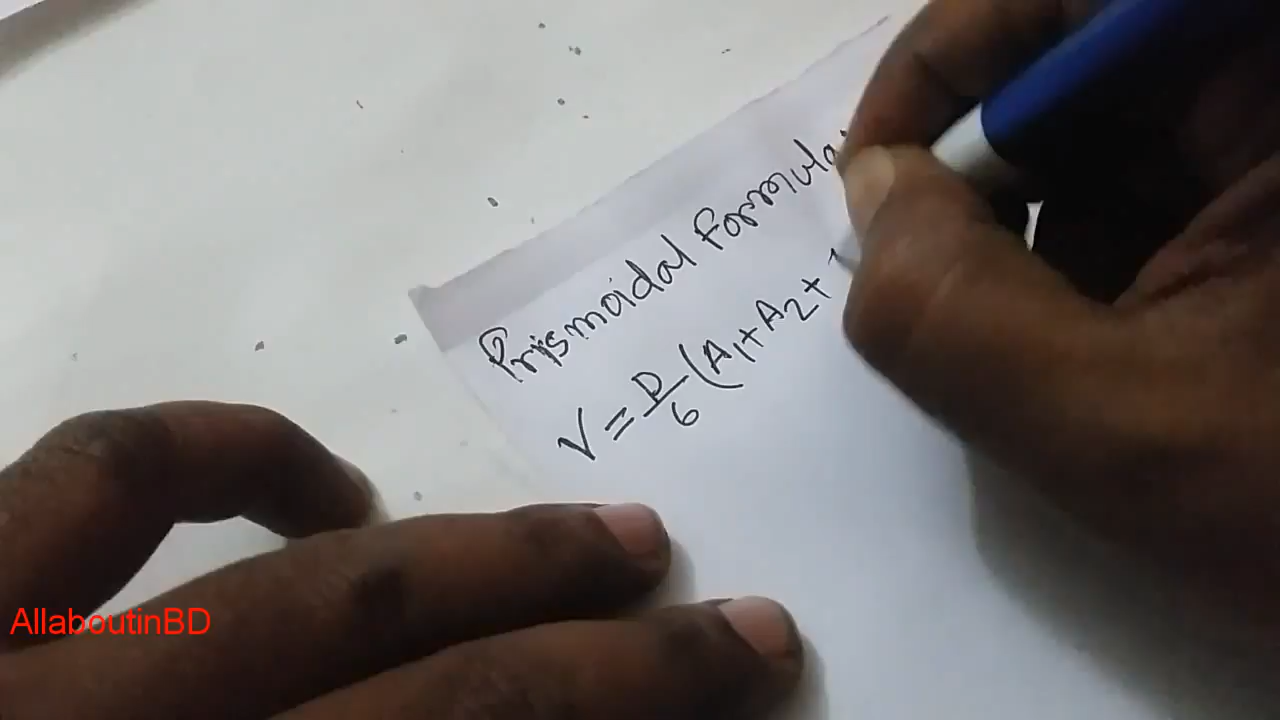 Prismoidal Formula:
V = D/6 (A1 + A2 +
AllaboutinBD